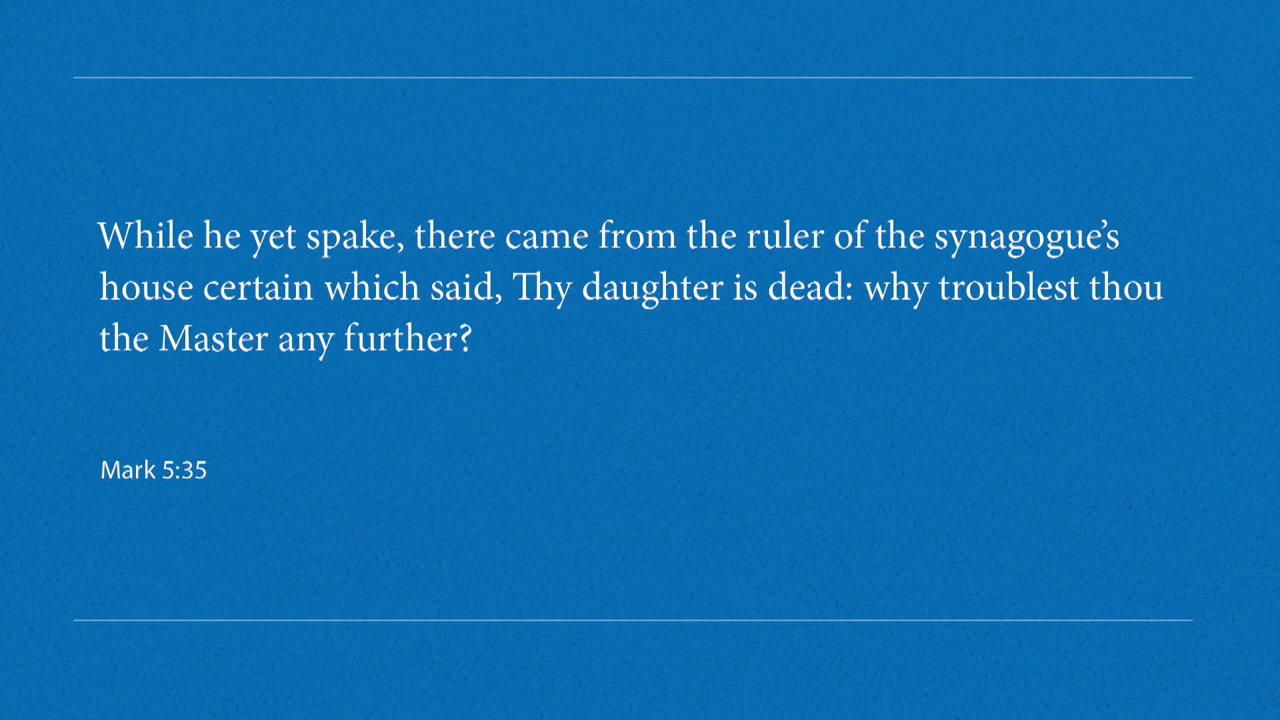 While he yet spake, there came from the ruler of the synagogue’s
house certain which said, Thy daughter is dead: why troublest thou
the Master any further?
Mark 5:35